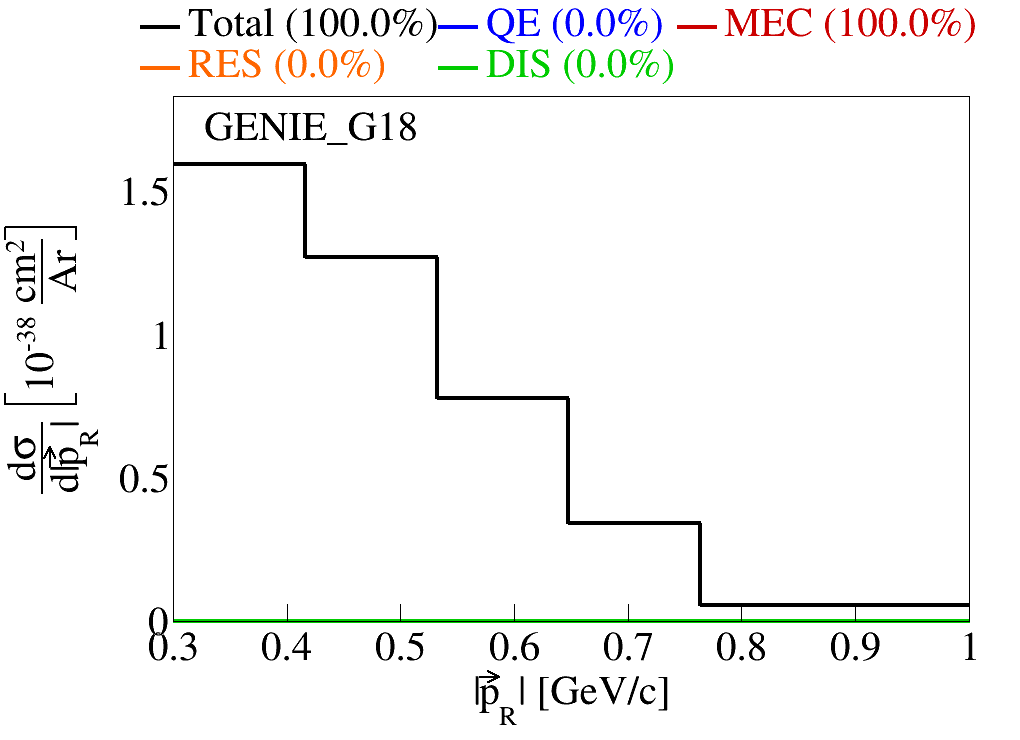 Total (100.0%) QE (0.0%) MEC (100.0%)
RES (0.0%) DIS (0.0%)
GENIE_G18
dσ/d|p⃗_R| [10^-38 cm^2/Ar]
1.5
1
0.5
0
0.3 0.4 0.5 0.6 0.7 0.8 0.9 1
|p⃗_R| [GeV/c]